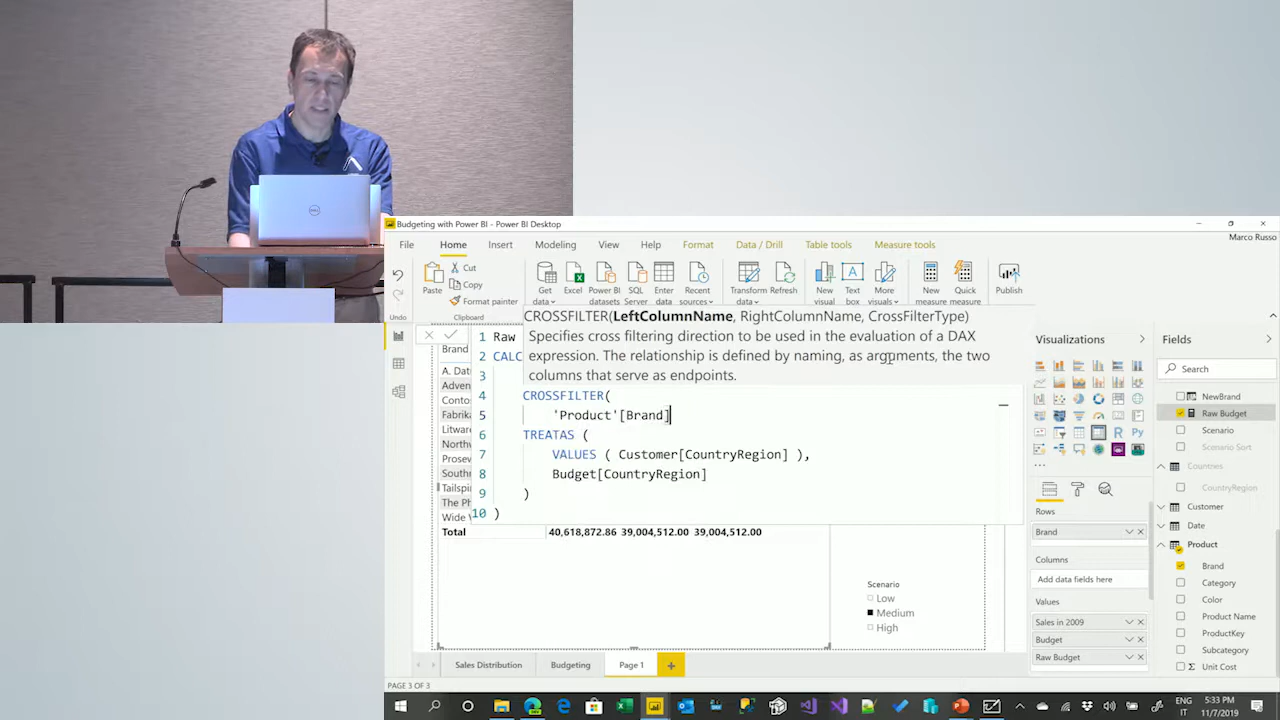 DELL
Budgeting with Power BI - Power BI Desktop
Marco Russo
File Home Insert Modeling View Help Format Data / Drill Table tools Measure tools
Cut
Copy
Format painter
Paste
Get data
Excel
Power BI datasets
SQL Server
Enter data
Recent sources
Transform data
Refresh
New visual
Text box
More visuals
New measure
Quick measure
Publish
Undo
Clipboard
CROSSFILTER(LeftColumnName, RightColumnName, CrossFilterType)
Specifies cross filtering direction to be used in the evaluation of a DAX
expression. The relationship is defined by naming, as arguments, the two
columns that serve as endpoints.
1 Raw
2 CALC
3
4 CROSSFILTER(
5 'Product'[Brand]
6 TREATAS (
7 VALUES ( Customer[CountryRegion] ),
8 Budget[CountryRegion]
9 )
10 )
Brand
A. Dat
Adven
Contos
Fabrika
Litwar
Northw
Prosew
South
Tailspi
The Ph
Wide V
Total 40,618,872.86 39,004,512.00 39,004,512.00
Scenario
Low
Medium
High
Visualizations
Rows
Brand
Columns
Add data fields here
Values
Sales in 2009
Budget
Raw Budget
Fields
Search
NewBrand
Raw Budget
Scenario
Scenario Sort
Countries
CountryRegion
Customer
Date
Product
Brand
Category
Color
Product Name
ProductKey
Subcategory
Unit Cost
Sales Distribution Budgeting Page 1
PAGE 3 OF 3
ENG
IT
5:33 PM
11/7/2019